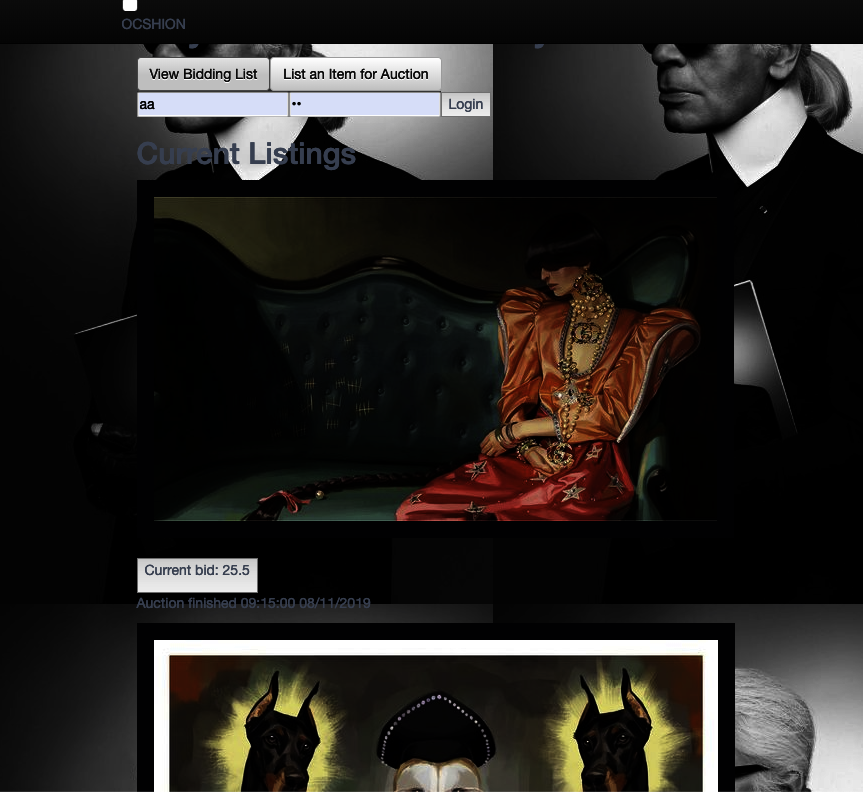 OCSHION
View Bidding List List an Item for Auction
aa •• Login
Current Listings
Current bid: 25.5
Auction finished 09:15:00 08/11/2019